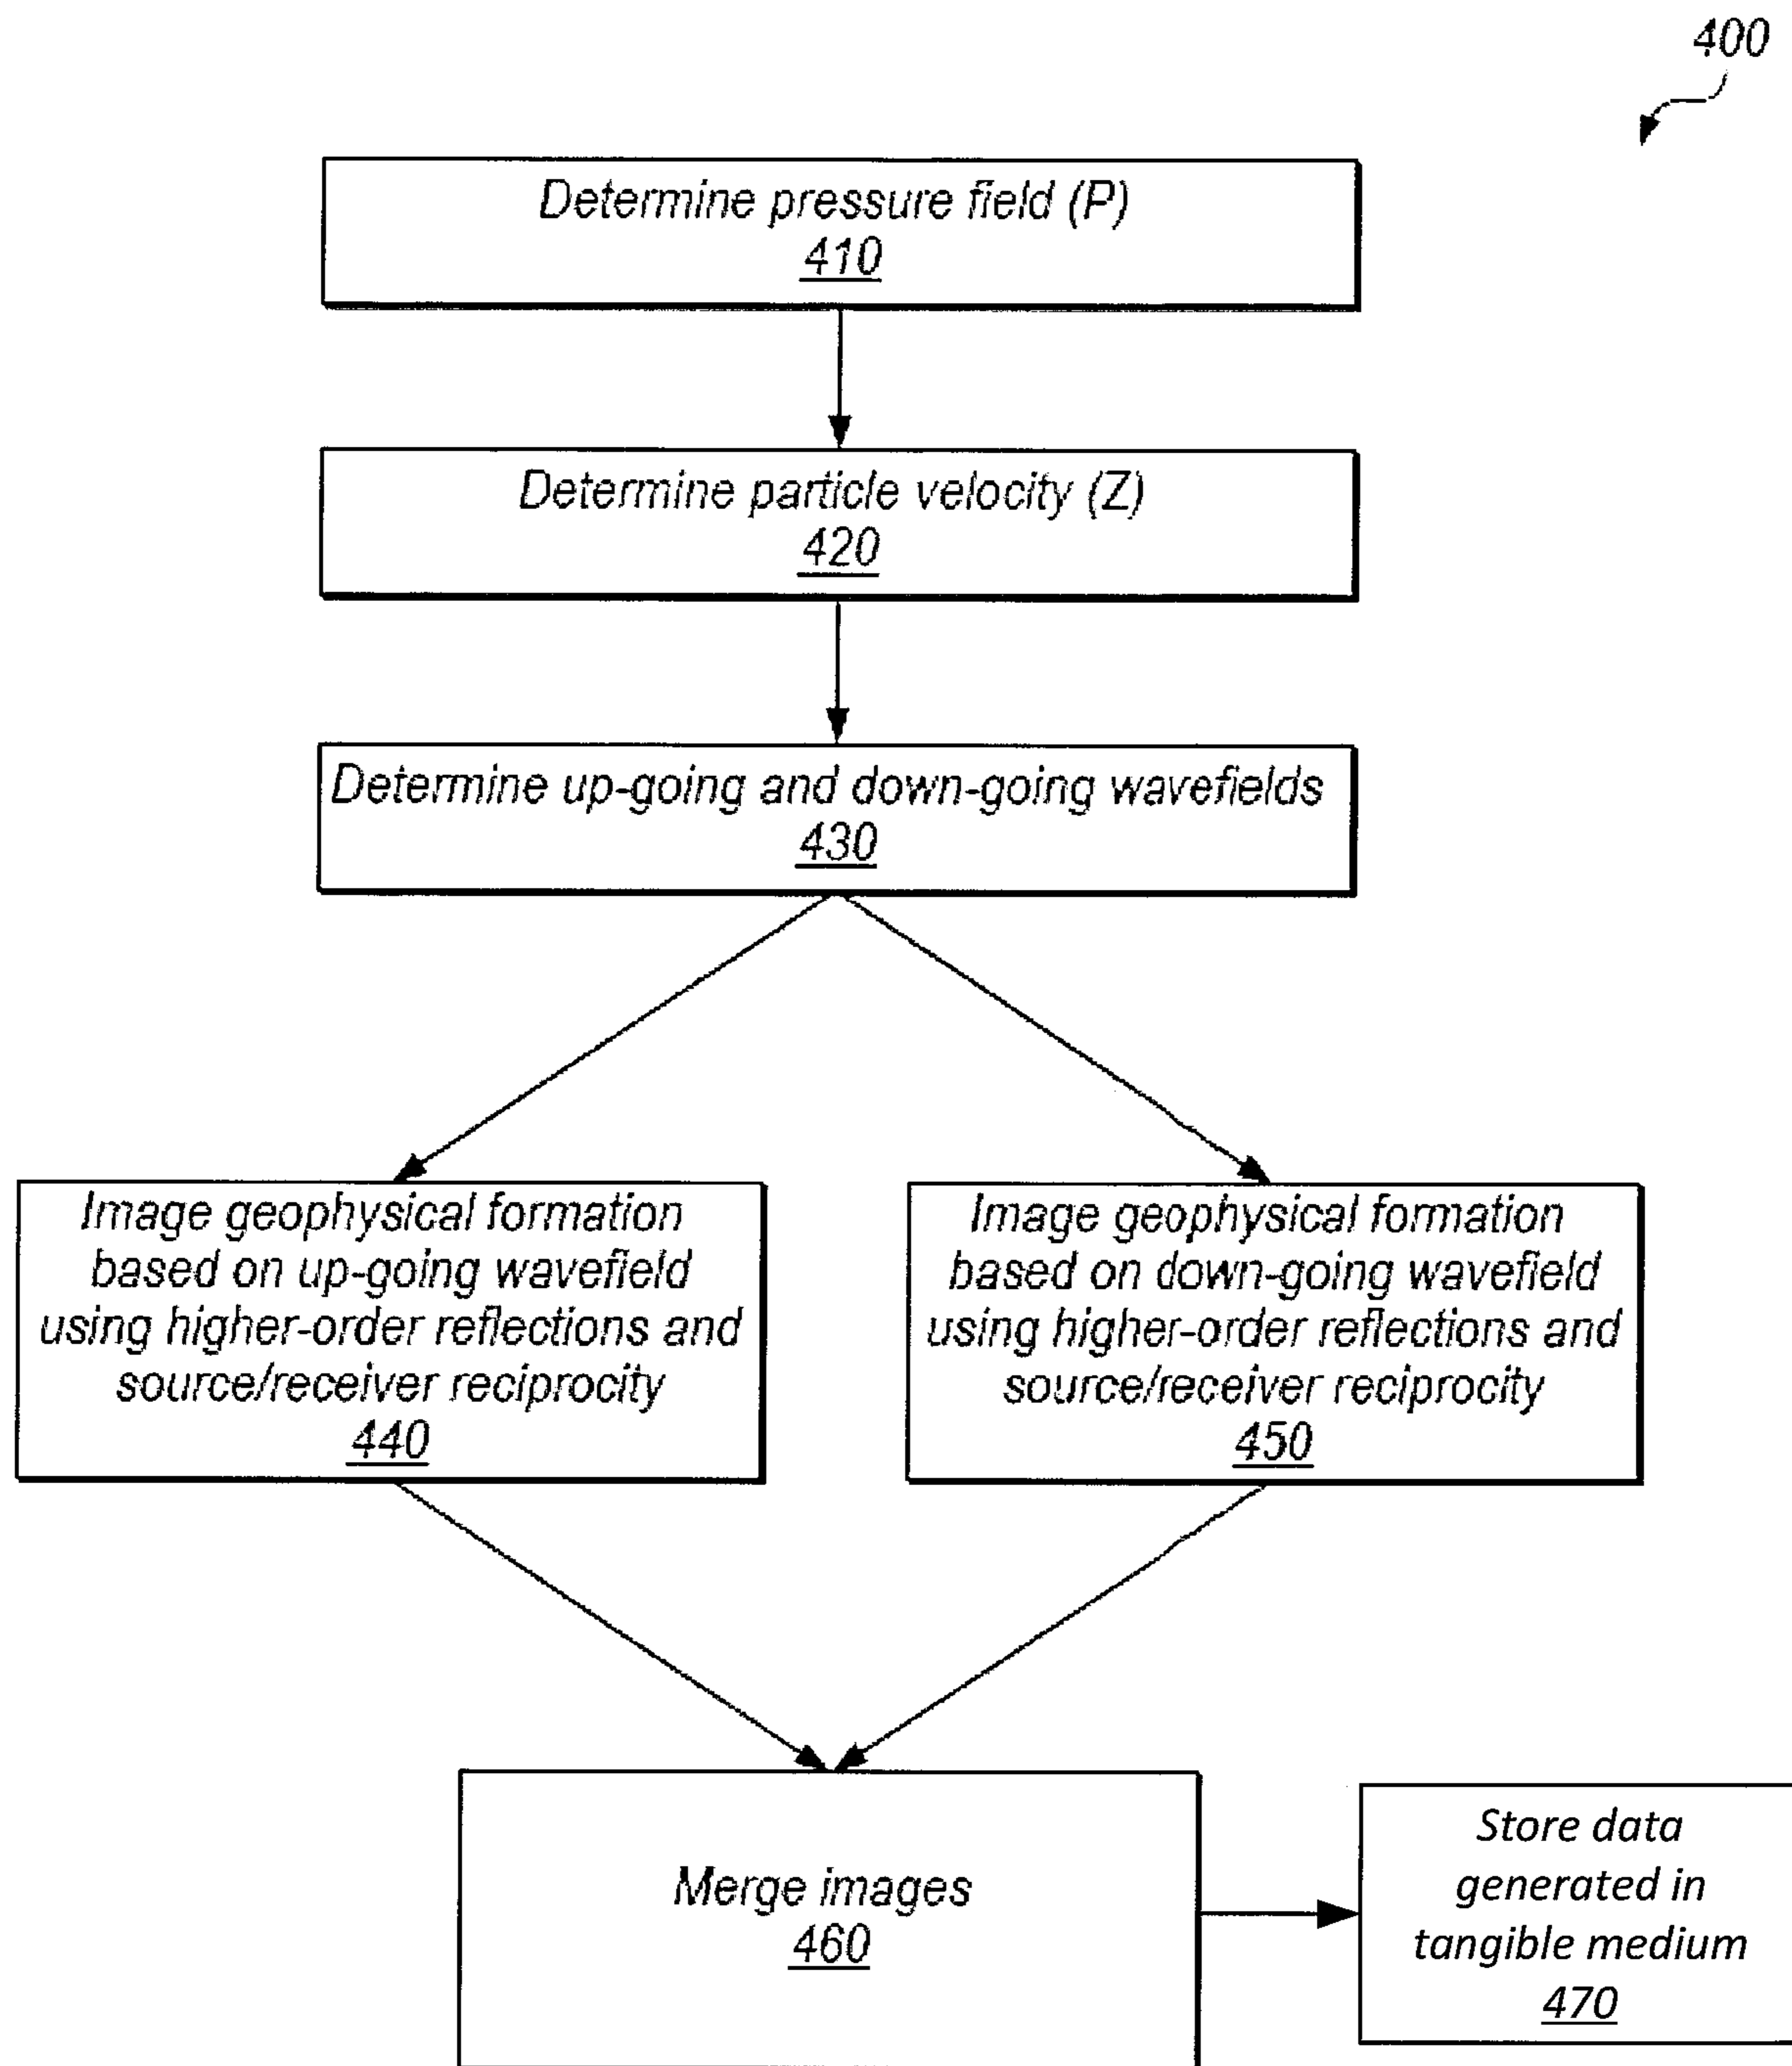 400
Determine pressure field (P)
410
Determine particle velocity (Z)
420
Determine up-going and down-going wavefields
430
Image geophysical formation
based on up-going wavefield
using higher-order reflections and
source/receiver reciprocity
440
Image geophysical formation
based on down-going wavefield
using higher-order reflections and
source/receiver reciprocity
450
Merge images
460
Store data
generated in
tangible medium
470